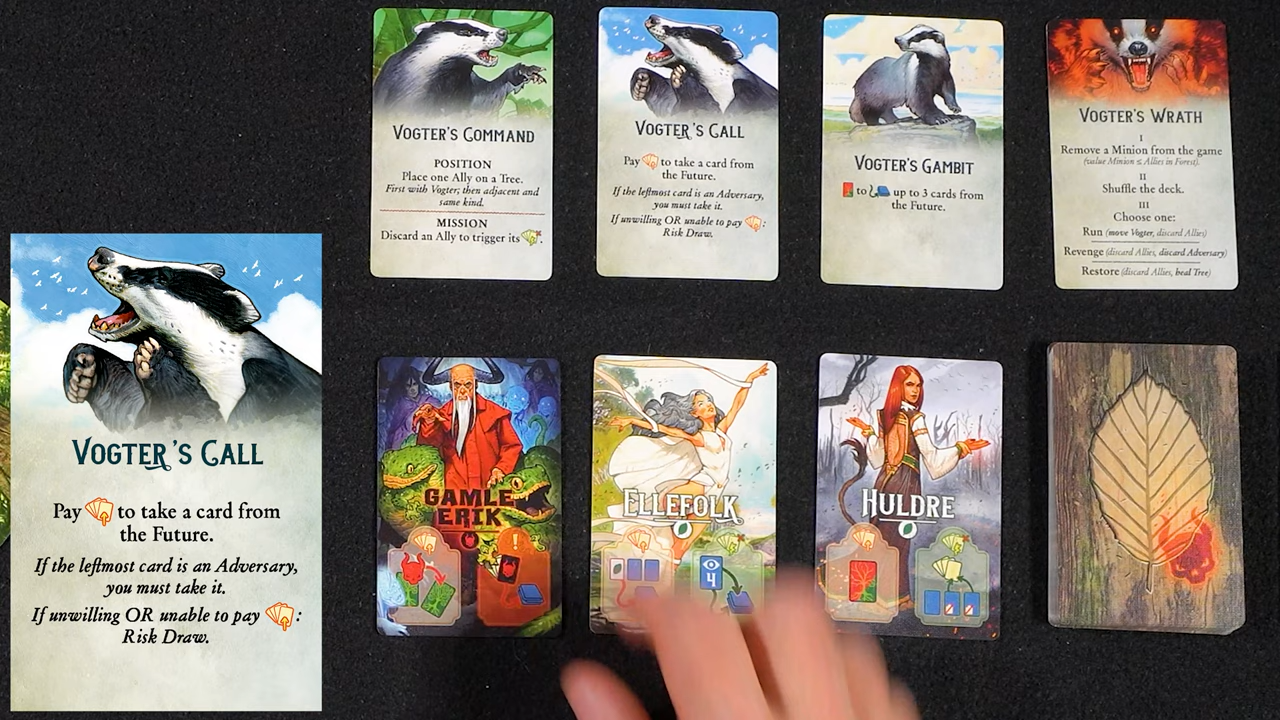 VOGTER'S COMMAND
POSITION
Place one Ally on a Tree.
First with Vogter; then adjacent and
same kind.
MISSION
Discard an Ally to trigger its .
VOGTER'S CALL
Pay to take a card from
the Future.
If the leftmost card is an Adversary,
you must take it.
If unwilling OR unable to pay :
Risk Draw.
VOGTER'S GAMBIT
to up to 3 cards from
the Future.
VOGTER'S WRATH
I
Remove a Minion from the game
(value Minion ≤ Allies in Forest).
II
Shuffle the deck.
III
Choose one:
Run (move Vogter, discard Allies)
Revenge (discard Allies, discard Adversary)
Restore (discard Allies, heal Tree)
VOGTER'S CALL
Pay to take a card from
the Future.
If the leftmost card is an Adversary,
you must take it.
If unwilling OR unable to pay :
Risk Draw.
GAMLE
ERIK
!
ELLEFOLK
4
HULDRE